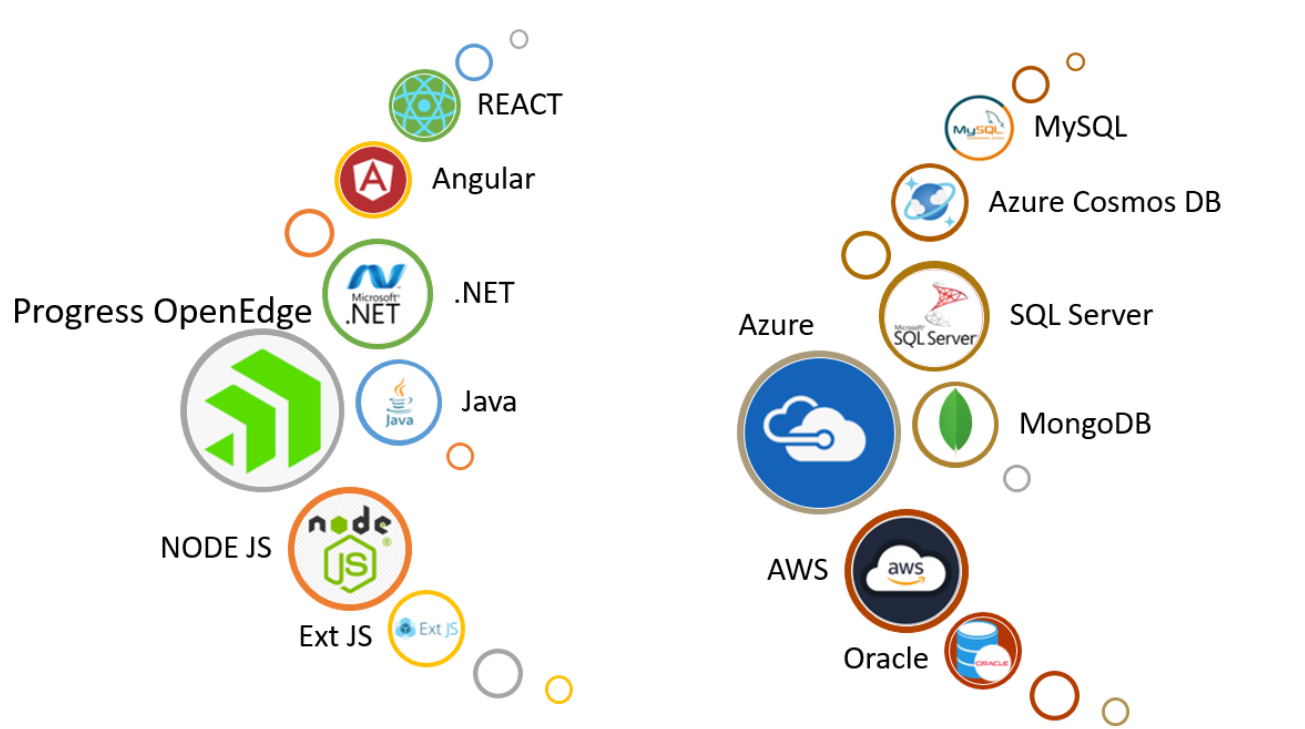 REACT
Angular
Microsoft®
.NET
.NET
Progress OpenEdge
Java
Java
node
JS®
NODE JS
Ext JS
Ext JS
MySQL
MySQL
Azure Cosmos DB
Microsoft®
SQL Server
SQL Server
Azure
MongoDB
aws
AWS
ORACLE
Oracle